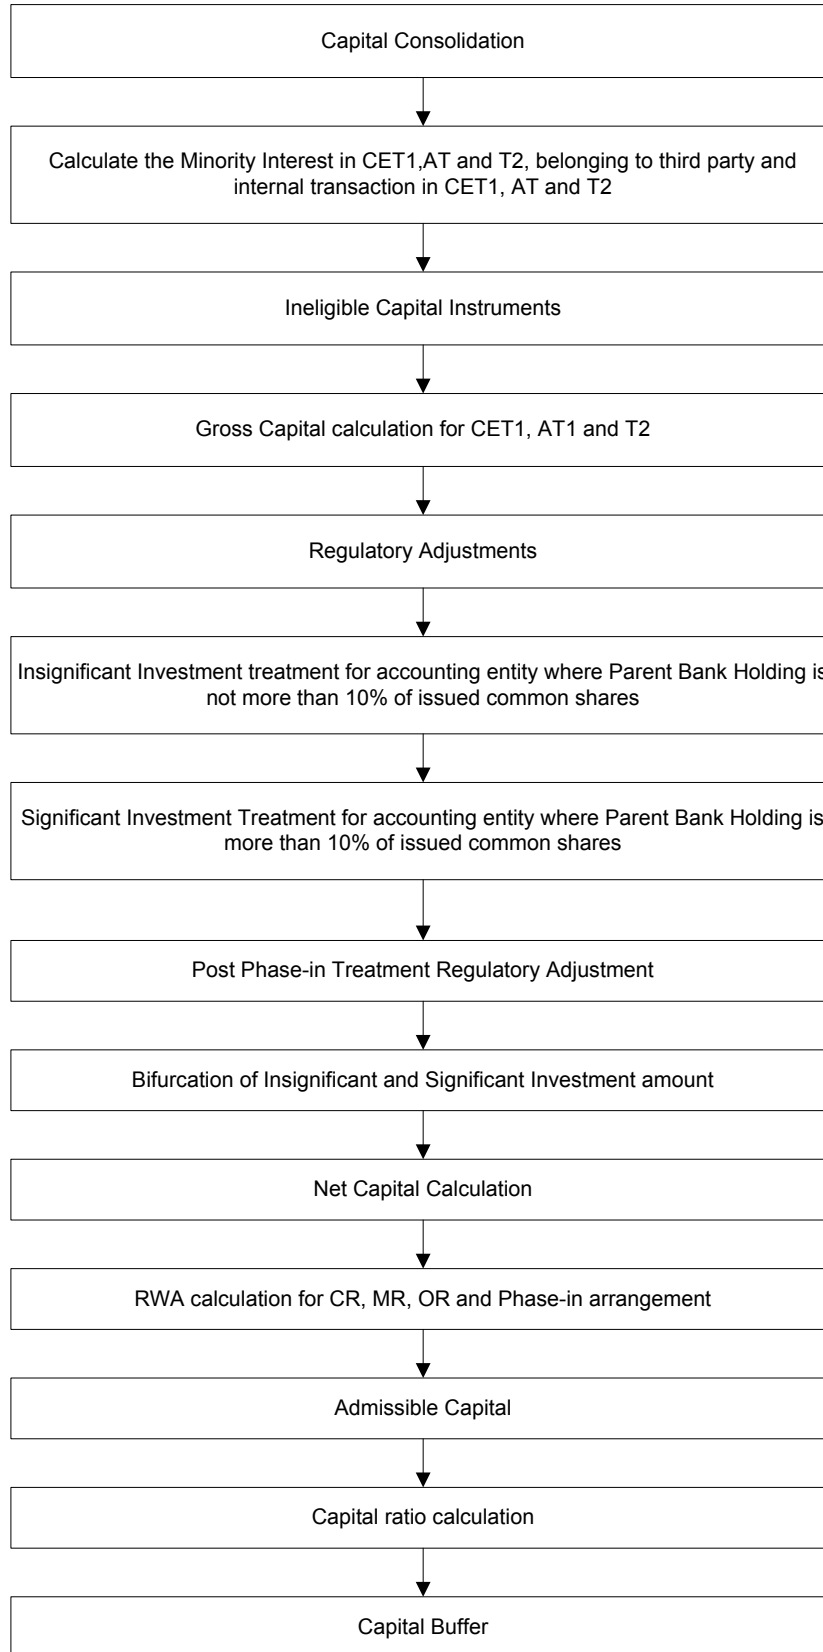 Capital Consolidation
Calculate the Minority Interest in CET1,AT and T2, belonging to third party and
internal transaction in CET1, AT and T2
Ineligible Capital Instruments
Gross Capital calculation for CET1, AT1 and T2
Regulatory Adjustments
Insignificant Investment treatment for accounting entity where Parent Bank Holding is
not more than 10% of issued common shares
Significant Investment Treatment for accounting entity where Parent Bank Holding is
more than 10% of issued common shares
Post Phase-in Treatment Regulatory Adjustment
Bifurcation of Insignificant and Significant Investment amount
Net Capital Calculation
RWA calculation for CR, MR, OR and Phase-in arrangement
Admissible Capital
Capital ratio calculation
Capital Buffer